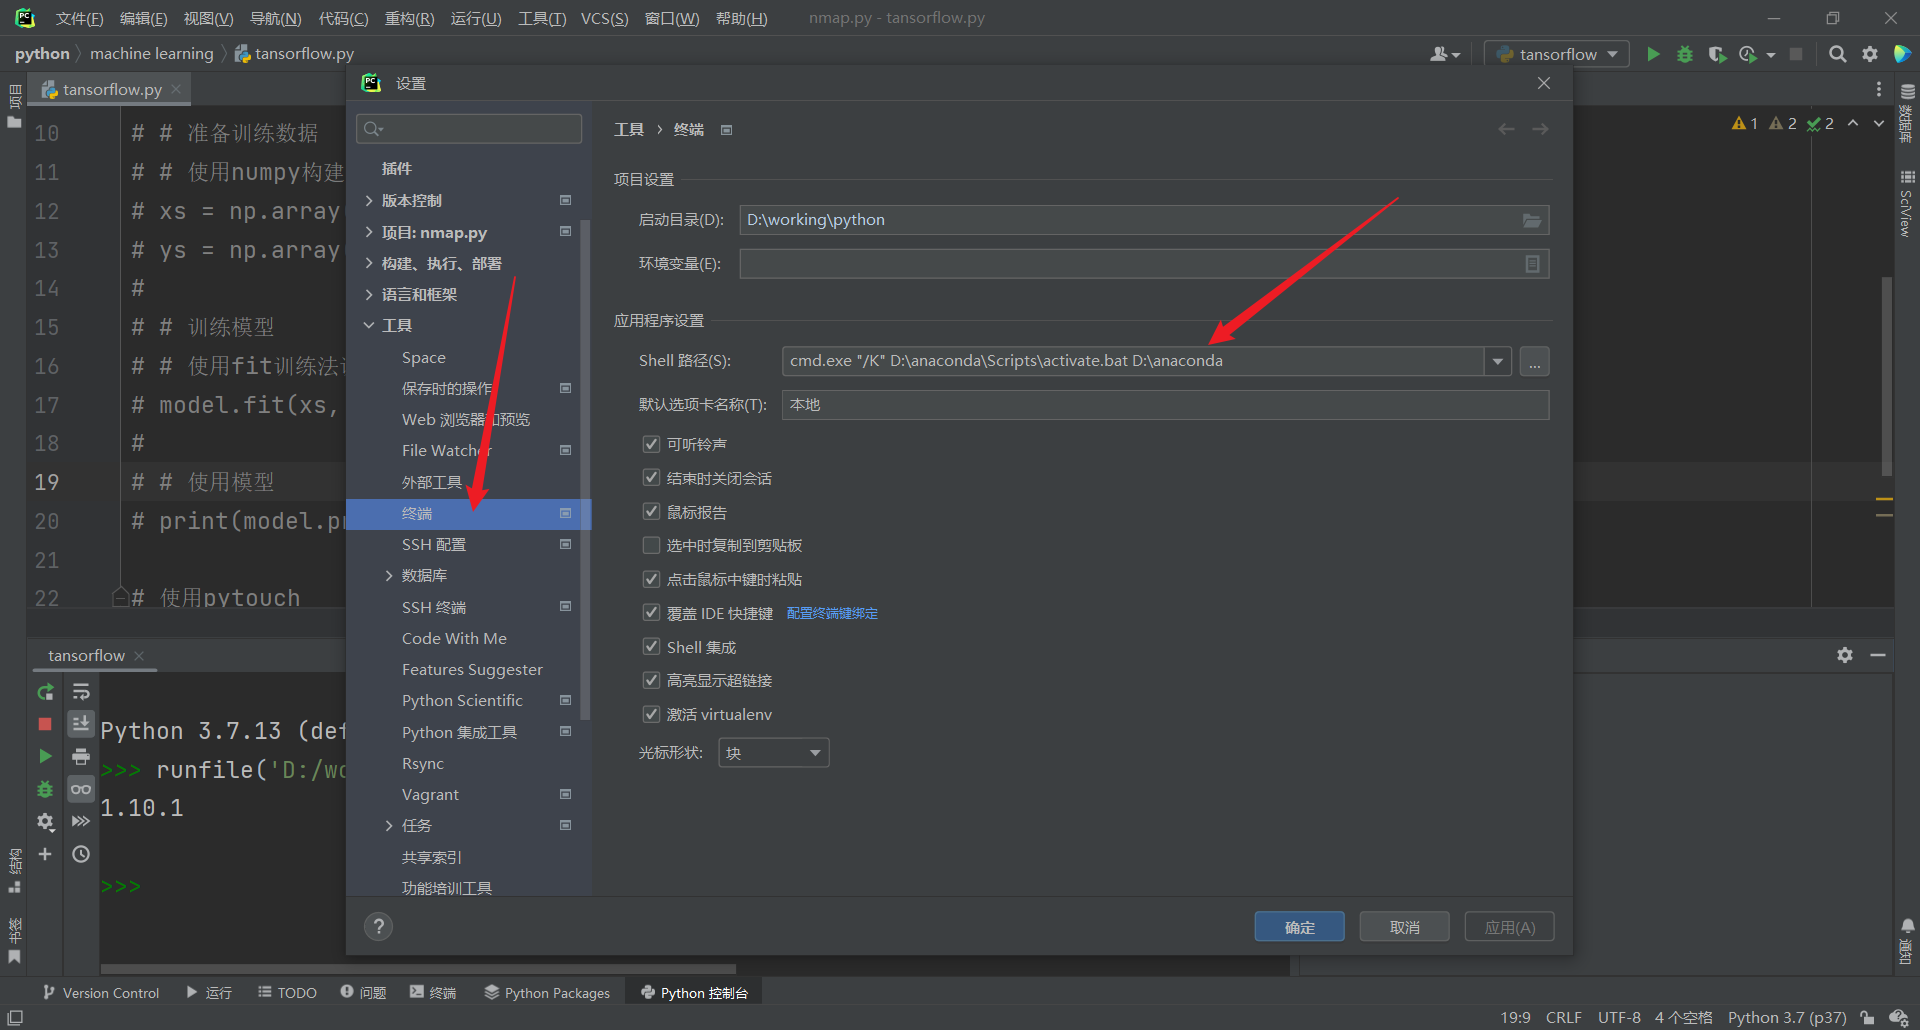 文件(F) 编辑(E) 视图(V) 导航(N) 代码(C) 重构(R) 运行(U) 工具(T) VCS(S) 窗口(W) 帮助(H) nmap.py - tansorflow.py
python machine learning tansorflow.py tansorflow
tansorflow.py
项目
10 # # 准备训练数据
11 # # 使用numpy构建
12 # xs = np.array
13 # ys = np.array
14 #
15 # # 训练模型
16 # # 使用fit训练法
17 # model.fit(xs,
18 #
19 # # 使用模型
20 # print(model.pr
21
22 # 使用pytouch
1 2 2
数据库
SciView
设置
插件
版本控制
项目: nmap.py
构建、执行、部署
语言和框架
工具
Space
保存时的操作
Web 浏览器和预览
File Watcher
外部工具
终端
SSH 配置
数据库
SSH 终端
Code With Me
Features Suggester
Python Scientific
Python 集成工具
Rsync
Vagrant
任务
共享索引
功能培训工具
工具 › 终端
项目设置
启动目录(D): D:\working\python
环境变量(E):
应用程序设置
Shell 路径(S): cmd.exe "/K" D:\anaconda\Scripts\activate.bat D:\anaconda ...
默认选项卡名称(T): 本地
可听铃声
结束时关闭会话
鼠标报告
选中时复制到剪贴板
点击鼠标中键时粘贴
覆盖 IDE 快捷键 配置终端键绑定
Shell 集成
高亮显示超链接
激活 virtualenv
光标形状: 块
? 确定 取消 应用(A)
tansorflow
Python 3.7.13 (def
>>> runfile('D:/wo
1.10.1
>>>
结构
书签
通知
Version Control 运行 TODO 问题 终端 Python Packages Python 控制台
19:9 CRLF UTF-8 4 个空格 Python 3.7 (p37)